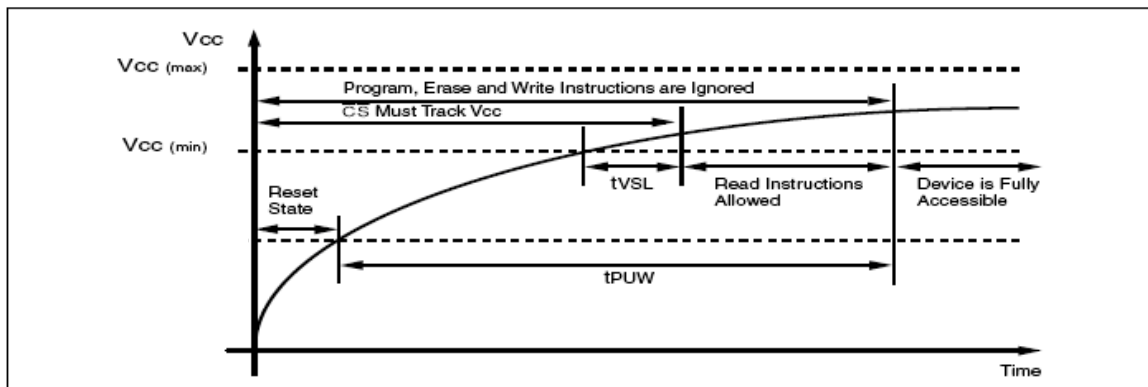 Vcc
Vcc (max)
Program, Erase and Write Instructions are Ignored
CS Must Track Vcc
Vcc (min)
tVSL
Read Instructions
Allowed
Device is Fully
Accessible
Reset
State
tPUW
Time